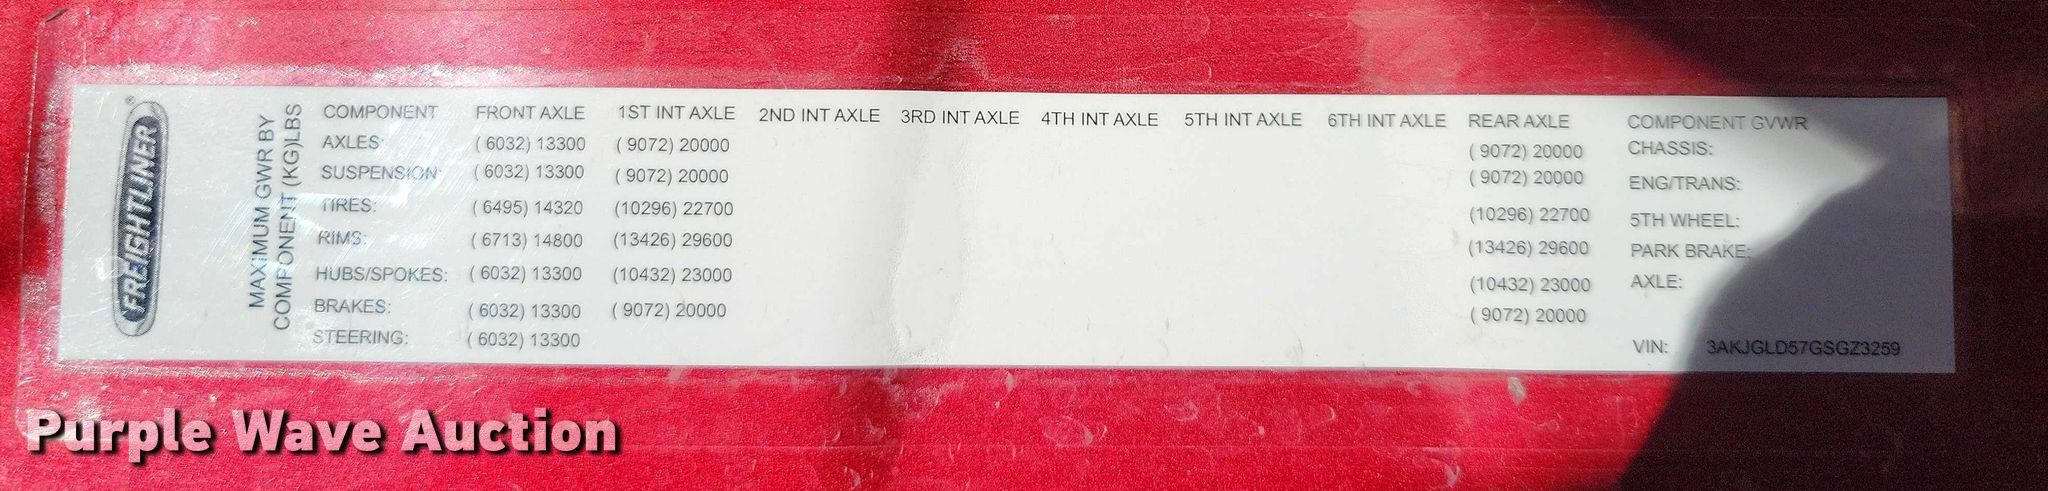 FREIGHTLINER®
MAXIMUM GWR BY
COMPONENT (KG)LBS
COMPONENT FRONT AXLE 1ST INT AXLE 2ND INT AXLE 3RD INT AXLE 4TH INT AXLE 5TH INT AXLE 6TH INT AXLE REAR AXLE COMPONENT GVWR
AXLES: ( 6032) 13300 ( 9072) 20000 ( 9072) 20000 CHASSIS:
SUSPENSION: ( 6032) 13300 ( 9072) 20000 ( 9072) 20000 ENG/TRANS:
TIRES: ( 6495) 14320 (10296) 22700 (10296) 22700 5TH WHEEL:
RIMS: ( 6713) 14800 (13426) 29600 (13426) 29600 PARK BRAKE:
HUBS/SPOKES: ( 6032) 13300 (10432) 23000 (10432) 23000 AXLE:
BRAKES: ( 6032) 13300 ( 9072) 20000 ( 9072) 20000
STEERING: ( 6032) 13300 VIN: 3AKJGLD57GSGZ3259
Purple Wave Auction